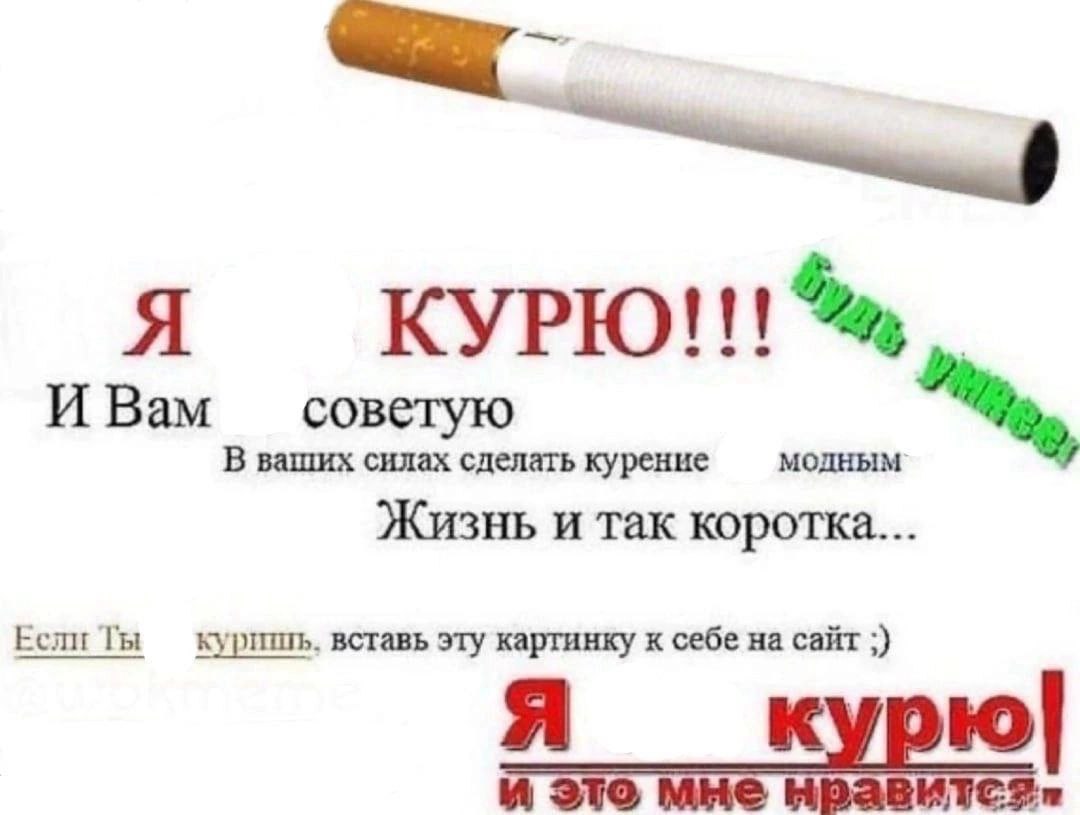 Я КУРЮ!!!
будь умнее!
И Вам советую
В ваших силах сделать курение модным
Жизнь и так коротка...
Если Ты куришь, вставь эту картинку к себе на сайт ;)
Я курю!
и это мне нравится!